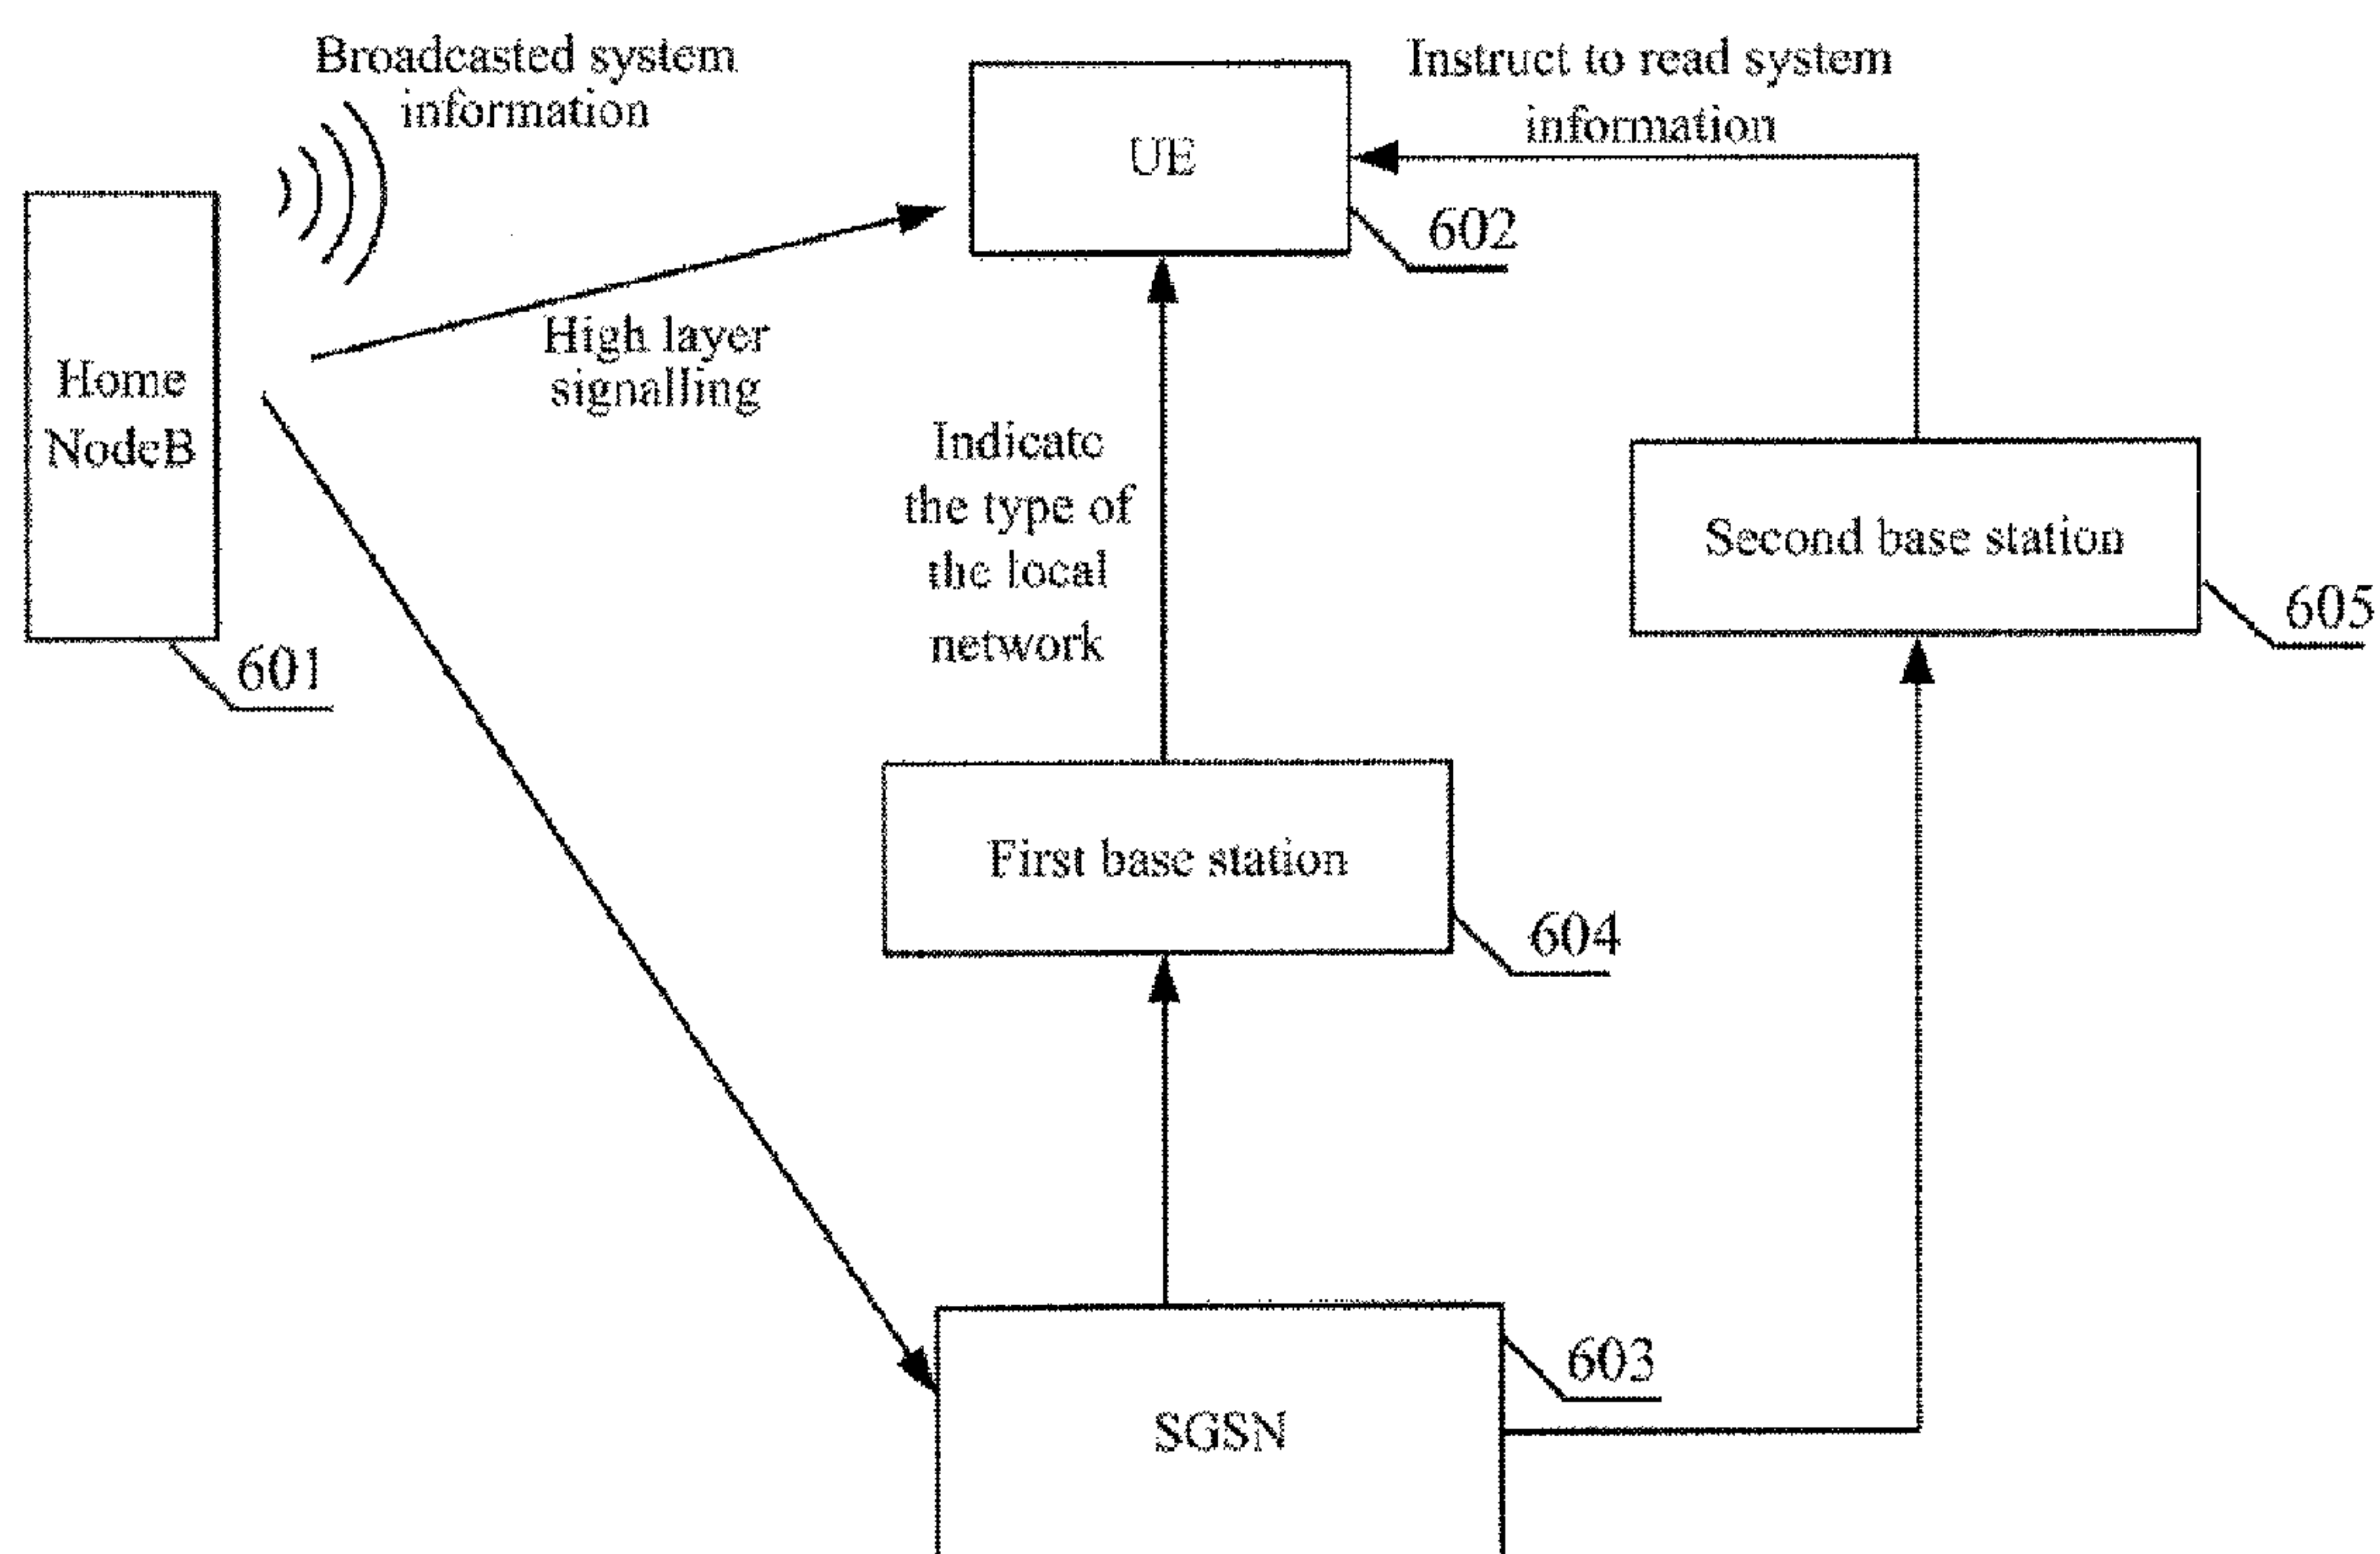 Broadcasted system
information
Instruct to read system
information
UE
602
Home
NodeB
High layer
signalling
Indicate
the type of
the local
network
Second base station
605
601
First base station
604
603
SGSN